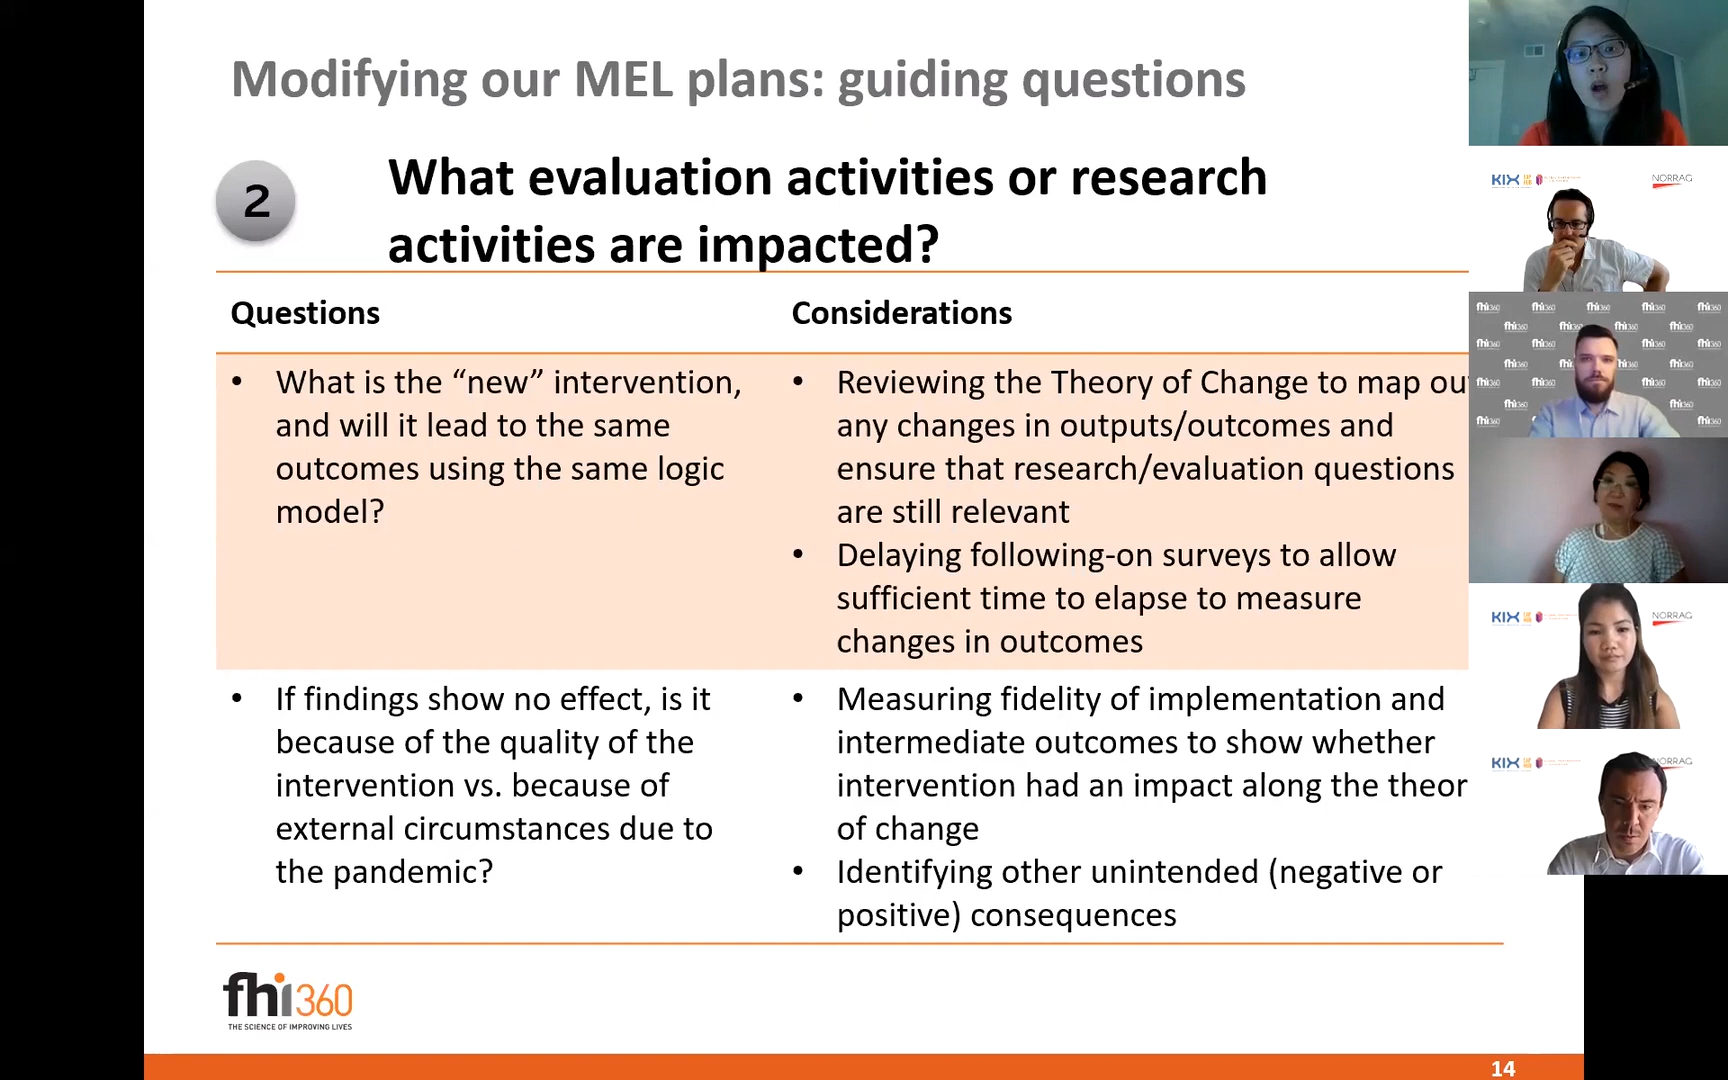 Modifying our MEL plans: guiding questions
2
What evaluation activities or research
activities are impacted?
Questions
Considerations
• What is the “new” intervention,
and will it lead to the same
outcomes using the same logic
model?
• Reviewing the Theory of Change to map ou
any changes in outputs/outcomes and
ensure that research/evaluation questions
are still relevant
• Delaying following-on surveys to allow
sufficient time to elapse to measure
changes in outcomes
• If findings show no effect, is it
because of the quality of the
intervention vs. because of
external circumstances due to
the pandemic?
• Measuring fidelity of implementation and
intermediate outcomes to show whether
intervention had an impact along the theor
of change
• Identifying other unintended (negative or
positive) consequences
fhi360
THE SCIENCE OF IMPROVING LIVES
14
KIX
NORRAG
fhi360 fhi360 fhi360 fhi360 fhi360
KIX
NORRAG
KIX
NORRAG